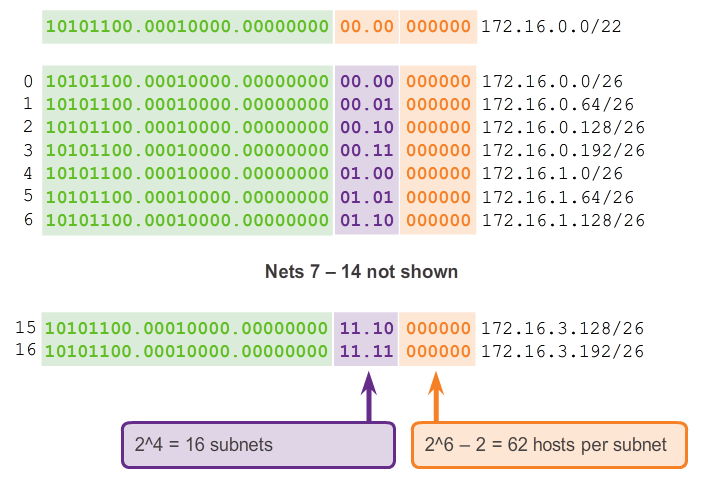 10101100.00010000.00000000 00.00 000000 172.16.0.0/22
0 10101100.00010000.00000000 00.00 000000 172.16.0.0/26
1 10101100.00010000.00000000 00.01 000000 172.16.0.64/26
2 10101100.00010000.00000000 00.10 000000 172.16.0.128/26
3 10101100.00010000.00000000 00.11 000000 172.16.0.192/26
4 10101100.00010000.00000000 01.00 000000 172.16.1.0/26
5 10101100.00010000.00000000 01.01 000000 172.16.1.64/26
6 10101100.00010000.00000000 01.10 000000 172.16.1.128/26
Nets 7 – 14 not shown
15 10101100.00010000.00000000 11.10 000000 172.16.3.128/26
16 10101100.00010000.00000000 11.11 000000 172.16.3.192/26
2^4 = 16 subnets
2^6 – 2 = 62 hosts per subnet